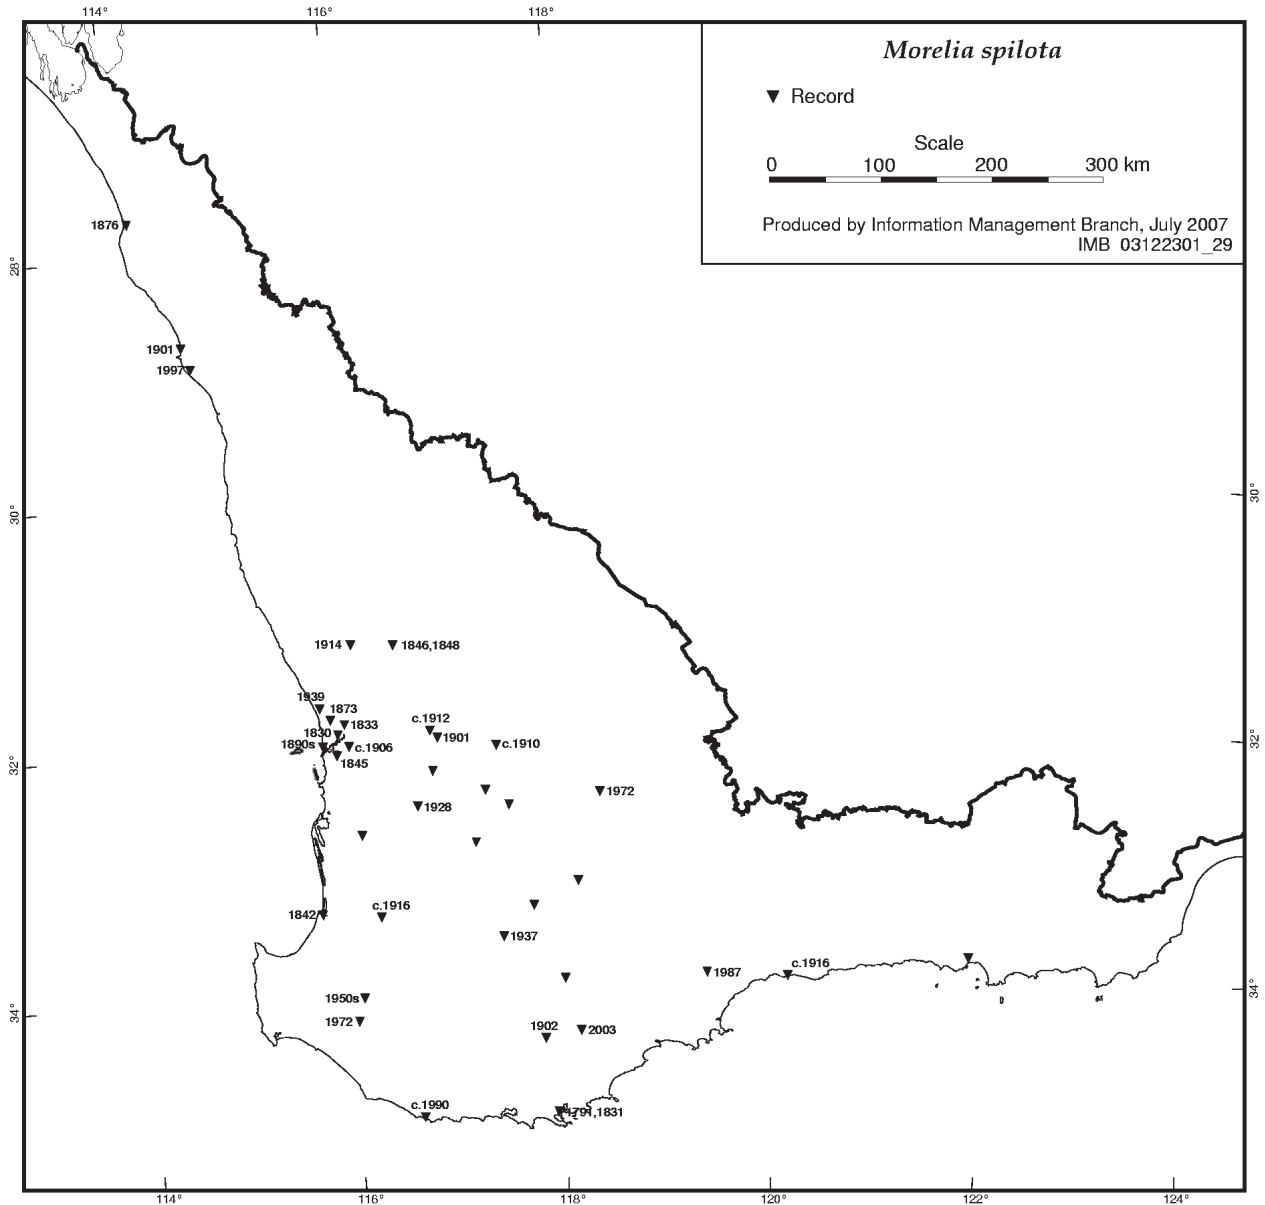 114°
116°
118°
Morelia spilota
Record
Scale
0 100 200 300 km
Produced by Information Management Branch, July 2007
IMB 03122301_29
1876
28°
1901
1997
30°
30°
1914
1846,1848
1939
1873
1833
1830
c.1912
1901
c.1910
1890s
c.1906
1845
32°
32°
1972
1928
1842
c.1916
1937
c.1916
1987
1950s
34°
34°
1972
1902
2003
c.1990
1791,1831
114°
116°
118°
120°
122°
124°